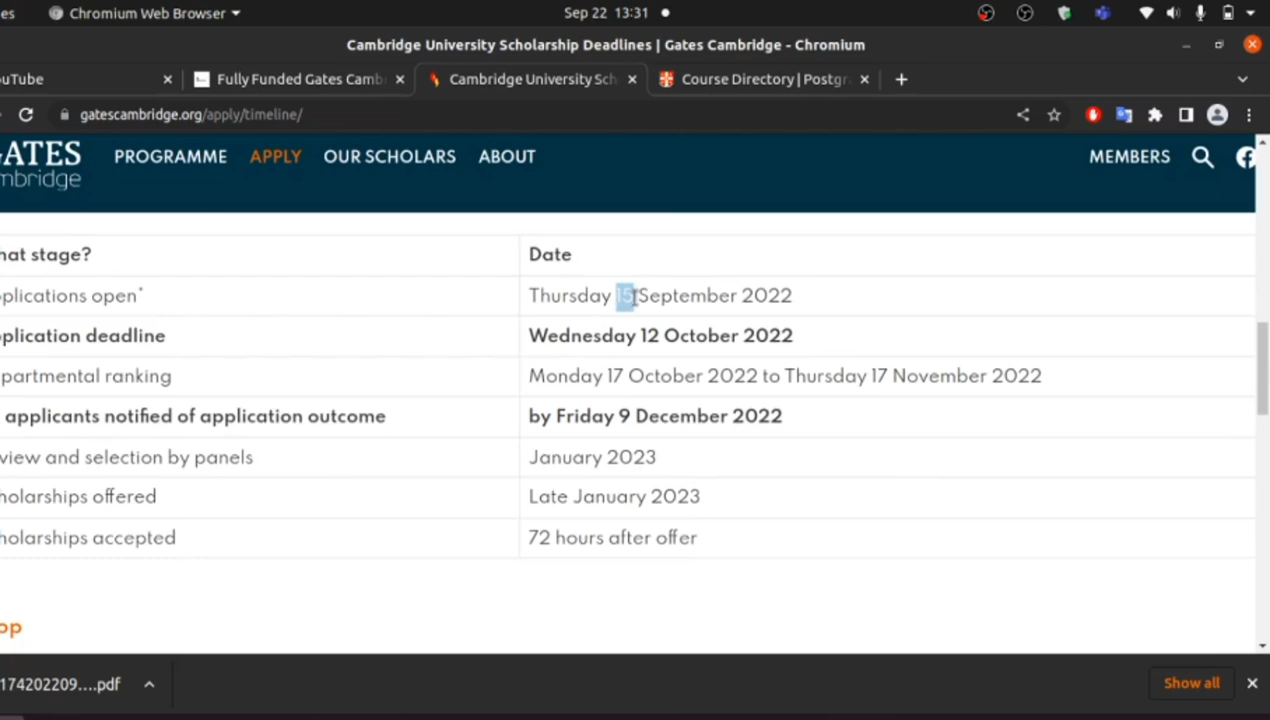 es Chromium Web Browser Sep 22 13:31
Cambridge University Scholarship Deadlines | Gates Cambridge - Chromium
uTube Fully Funded Gates Camb Cambridge University Sch Course Directory | Postgr
gatescambridge.org/apply/timeline/
GATES PROGRAMME APPLY OUR SCHOLARS ABOUT MEMBERS
mbridge
hat stage? Date
plications open* Thursday 15 September 2022
plication deadline Wednesday 12 October 2022
partmental ranking Monday 17 October 2022 to Thursday 17 November 2022
applicants notified of application outcome by Friday 9 December 2022
view and selection by panels January 2023
holarships offered Late January 2023
holarships accepted 72 hours after offer
op
174202209....pdf Show all